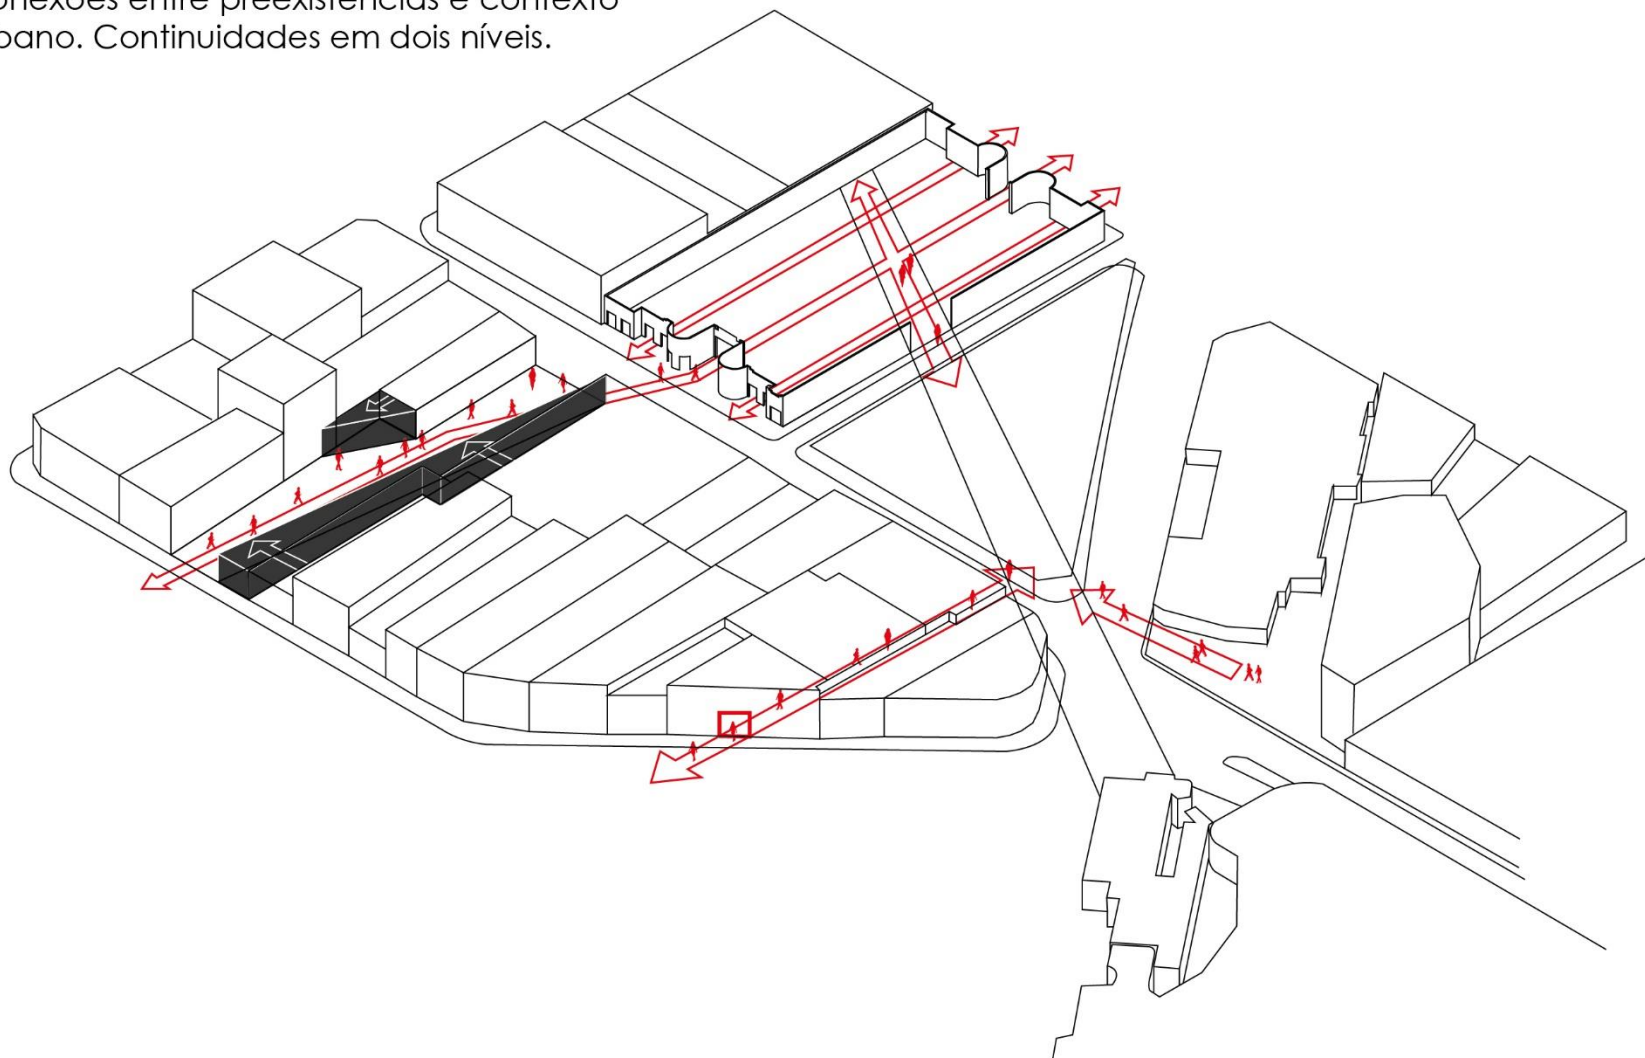 onexões entre preexistências e contexto
bano. Continuidades em dois níveis.